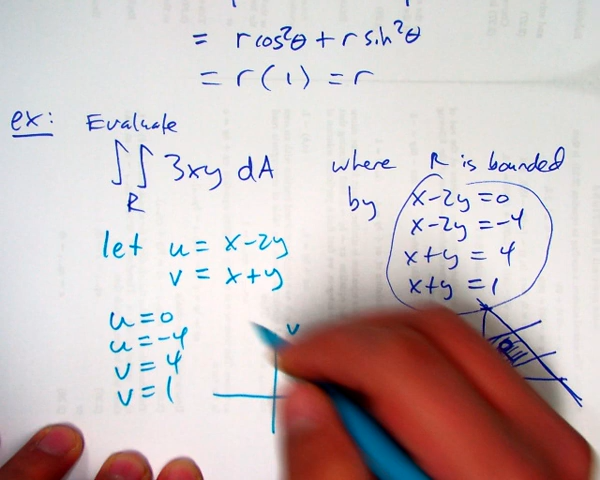 = r cos²θ + r sin²θ
= r(1) = r
ex: Evaluate
∫∫ 3xy dA where R is bounded
R
by x-2y=0
x-2y=-4
x+y=4
x+y=1
let u = x-2y
v = x+y
u=0
u=-4
v=4
v=1
v